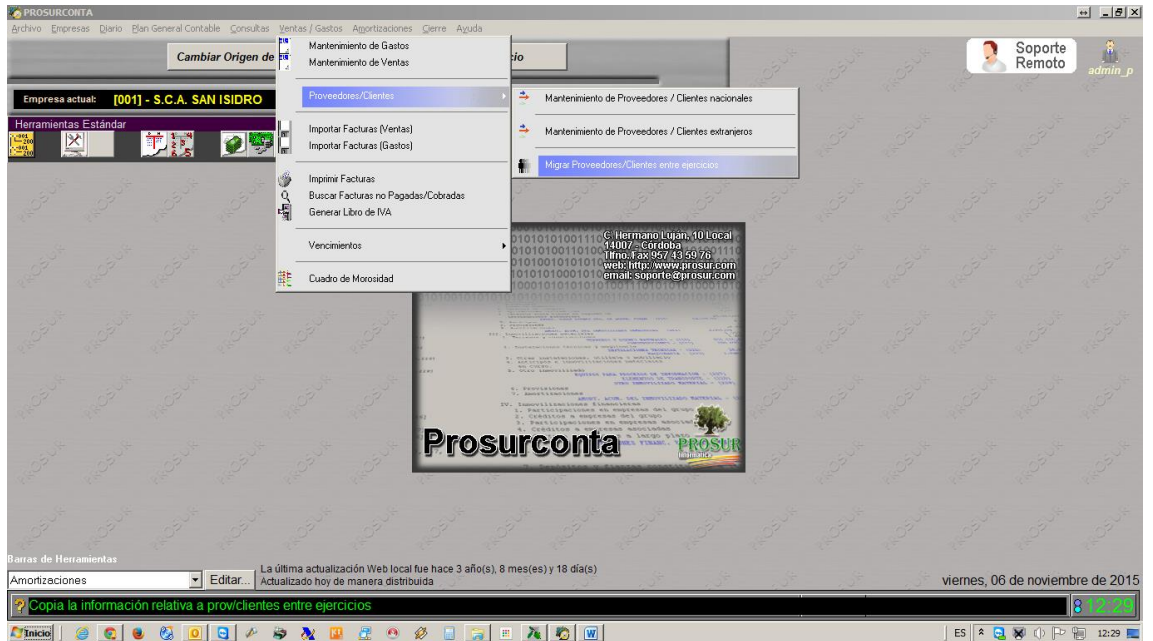 PROSURCONTA
Archivo Empresas Diario Plan General Contable Consultas Ventas / Gastos Amortizaciones Cierre Ayuda
Cambiar Origen de
cio
Soporte
Remoto
admin_p
Mantenimiento de Gastos
Mantenimiento de Ventas
Proveedores/Clientes
Importar Facturas (Ventas)
Importar Facturas (Gastos)
Imprimir Facturas
Buscar Facturas no Pagadas/Cobradas
Generar Libro de IVA
Vencimientos
Cuadro de Morosidad
Mantenimiento de Proveedores / Clientes nacionales
Mantenimiento de Proveedores / Clientes extranjeros
Migrar Proveedores/Clientes entre ejercicios
Empresa actual: [001] - S.C.A. SAN ISIDRO
Herramientas Estándar
C. Hermano Luján, 10 Local
14007 - Córdoba
Tlfno. Fax 957 43 59 76
web: http://www.prosur.com
email: soporte@prosur.com
Prosurconta
PROSUR
Informática
Barras de Herramientas
Amortizaciones
Editar...
La última actualización Web local fue hace 3 año(s), 8 mes(es) y 18 día(s)
Actualizado hoy de manera distribuida
viernes, 06 de noviembre de 2015
Copia la información relativa a prov/clientes entre ejercicios
12:29
Inicio
ES
12:29